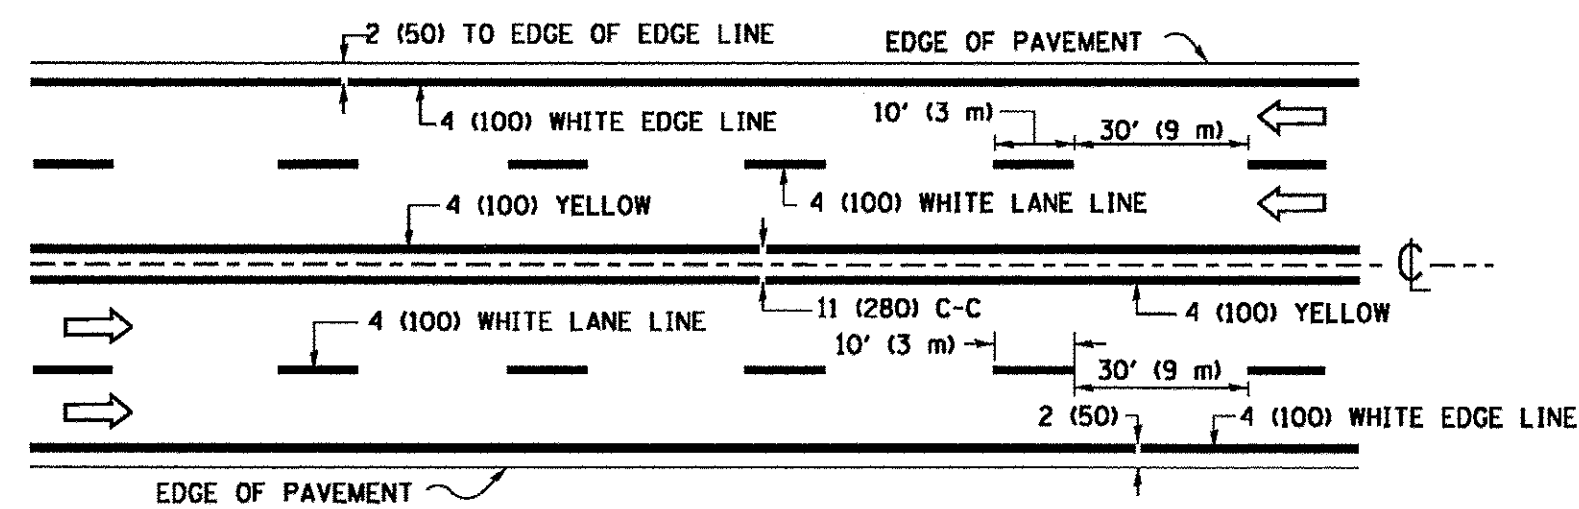 2 (50) TO EDGE OF EDGE LINE
EDGE OF PAVEMENT
4 (100) WHITE EDGE LINE
10' (3 m)
30' (9 m)
4 (100) YELLOW
4 (100) WHITE LANE LINE
℄
11 (280) C-C
4 (100) YELLOW
4 (100) WHITE LANE LINE
10' (3 m)
30' (9 m)
2 (50)
4 (100) WHITE EDGE LINE
EDGE OF PAVEMENT